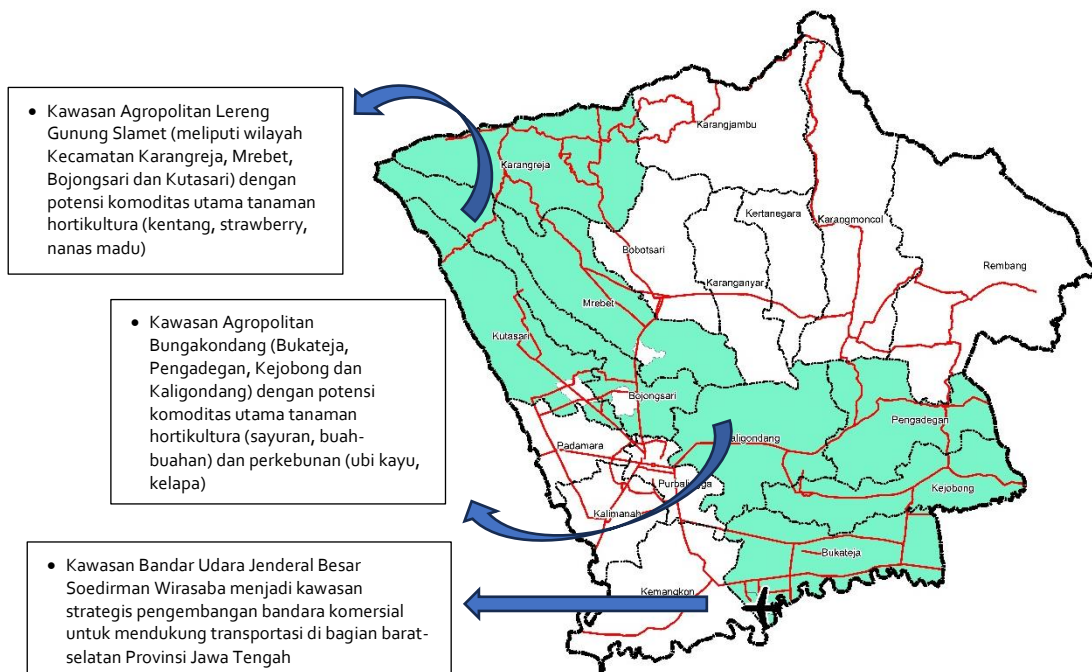 • Kawasan Agropolitan Lereng
Gunung Slamet (meliputi wilayah
Kecamatan Karangreja, Mrebet,
Bojongsari dan Kutasari) dengan
potensi komoditas utama tanaman
hortikultura (kentang, strawberry,
nanas madu)
• Kawasan Agropolitan
Bungakondang (Bukateja,
Pengadegan, Kejobong dan
Kaligondang) dengan potensi
komoditas utama tanaman
hortikultura (sayuran, buah-
buahan) dan perkebunan (ubi kayu,
kelapa)
• Kawasan Bandar Udara Jenderal Besar
Soedirman Wirasaba menjadi kawasan
strategis pengembangan bandara komersial
untuk mendukung transportasi di bagian barat-
selatan Provinsi Jawa Tengah
Karangjambu
Karangreja
Kertanegara
Karangmoncol
Bobotsari
Rembang
Karanganyar
Mrebet
Kutasari
Bojongsari
Pengadegan
Padamara
aligondang
Kejobong
Kalimanah
Bukateja
Kemangkon